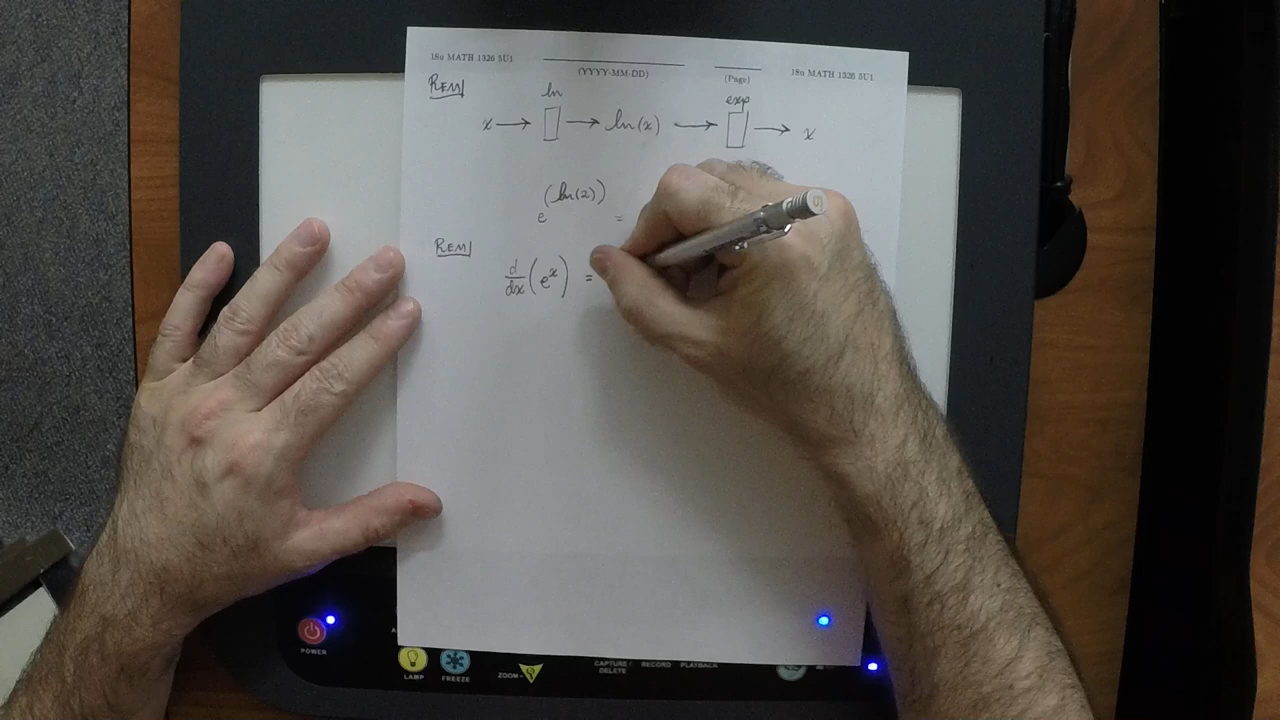 18u MATH 1326 5U1 (YYYY-MM-DD) (Page) 18u MATH 1326 5U1
REM
ln exp
x → → ln(x) → → x
e^(ln(2)) =
REM
d/dx (e^x) =
POWER
LAMP
FREEZE
ZOOM-
CAPTURE / DELETE
RECORD
PLAYBACK